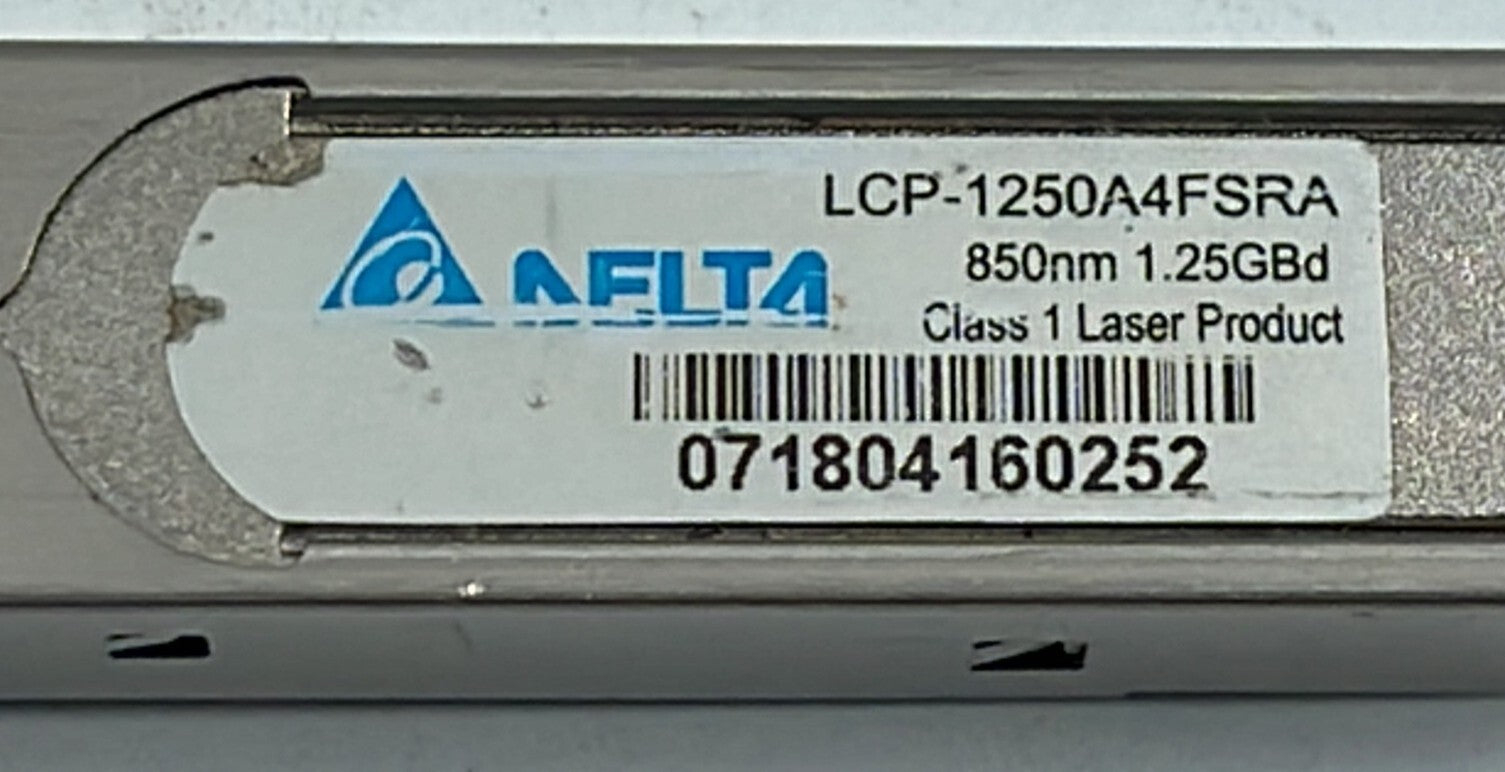 LCP-1250A4FSRA
DELTA
850nm 1.25GBd
Class 1 Laser Product
071804160252